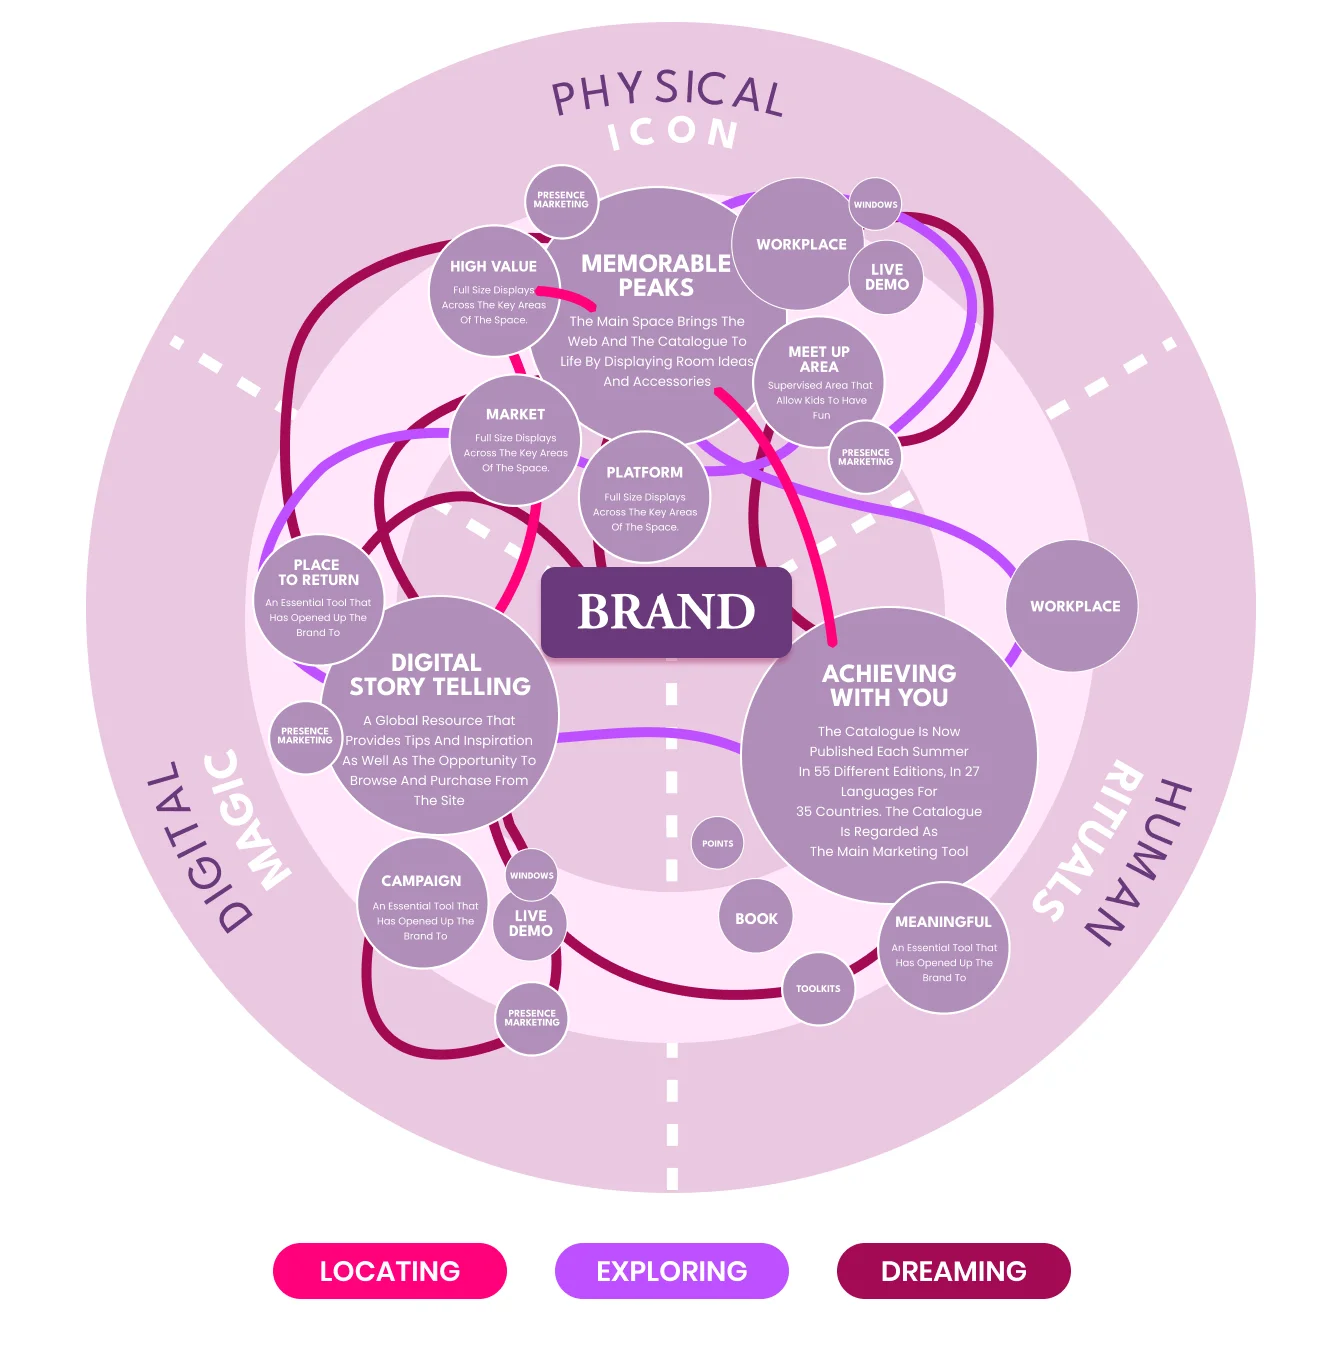 PHYSICAL
ICON
PRESENCE
MARKETING
HIGH VALUE
Full Size Displays
Across The Key Areas
Of The Space.
MEMORABLE
PEAKS
The Main Space Brings The
Web And The Catalogue To
Life By Displaying Room Ideas
And Accessories
WORKPLACE
WINDOWS
LIVE
DEMO
MEET UP
AREA
Supervised Area That
Allow Kids To Have
Fun
PRESENCE
MARKETING
MARKET
Full Size Displays
Across The Key Areas
Of The Space.
PLATFORM
Full Size Displays
Across The Key Areas
Of The Space.
BRAND
PLACE
TO RETURN
An Essential Tool That
Has Opened Up The
Brand To
DIGITAL
STORY TELLING
A Global Resource That
Provides Tips And Inspiration
As Well As The Opportunity To
Browse And Purchase From
The Site
PRESENCE
MARKETING
DIGITAL
MAGIC
CAMPAIGN
An Essential Tool That
Has Opened Up The
Brand To
WINDOWS
LIVE
DEMO
PRESENCE
MARKETING
WORKPLACE
ACHIEVING
WITH YOU
The Catalogue Is Now
Published Each Summer
In 55 Different Editions, In 27
Languages For
35 Countries. The Catalogue
Is Regarded As
The Main Marketing Tool
POINTS
BOOK
TOOLKITS
MEANINGFUL
An Essential Tool That
Has Opened Up The
Brand To
HUMAN
RITUALS
LOCATING
EXPLORING
DREAMING